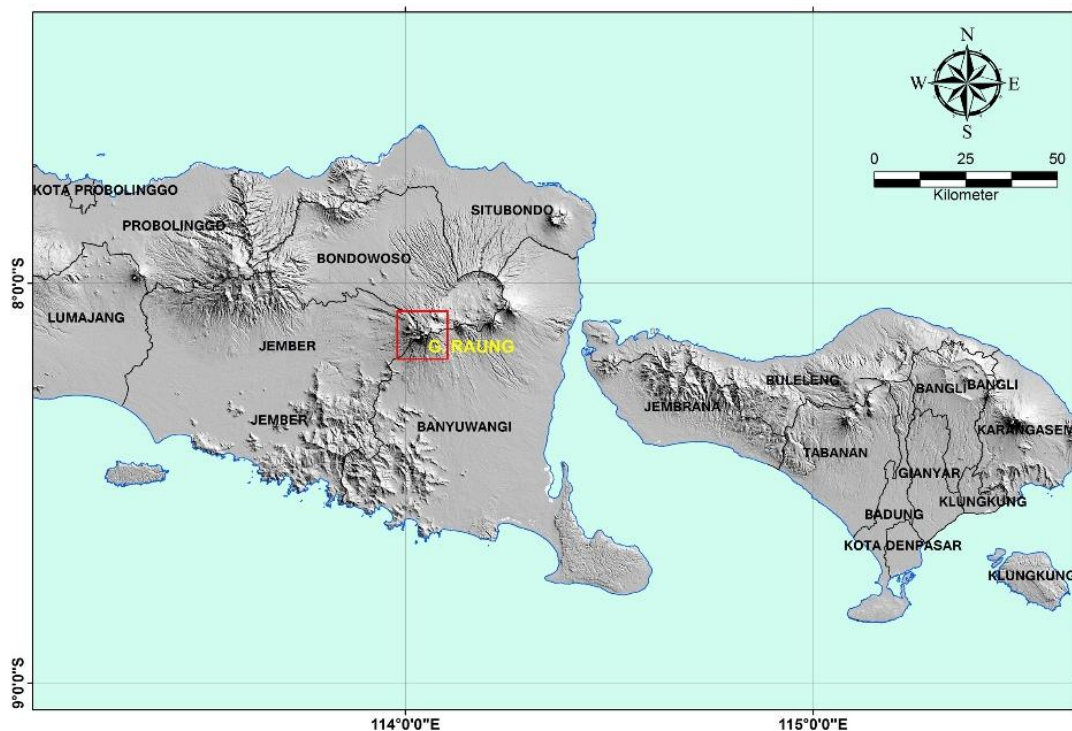 N
W E
S
0 25 50
Kilometer
KOTA PROBOLINGGO
PROBOLINGGO
SITUBONDO
BONDOWOSO
8°0'0"S
LUMAJANG
JEMBER
G. RAUNG
JEMBER
BANYUWANGI
BULELENG
BANGLI
BANGLI
JEMBRANA
KARANGASEM
TABANAN
GIANYAR
KLUNGKUNG
BADUNG
KOTA DENPASAR
KLUNGKUNG
9°0'0"S
114°0'0"E
115°0'0"E